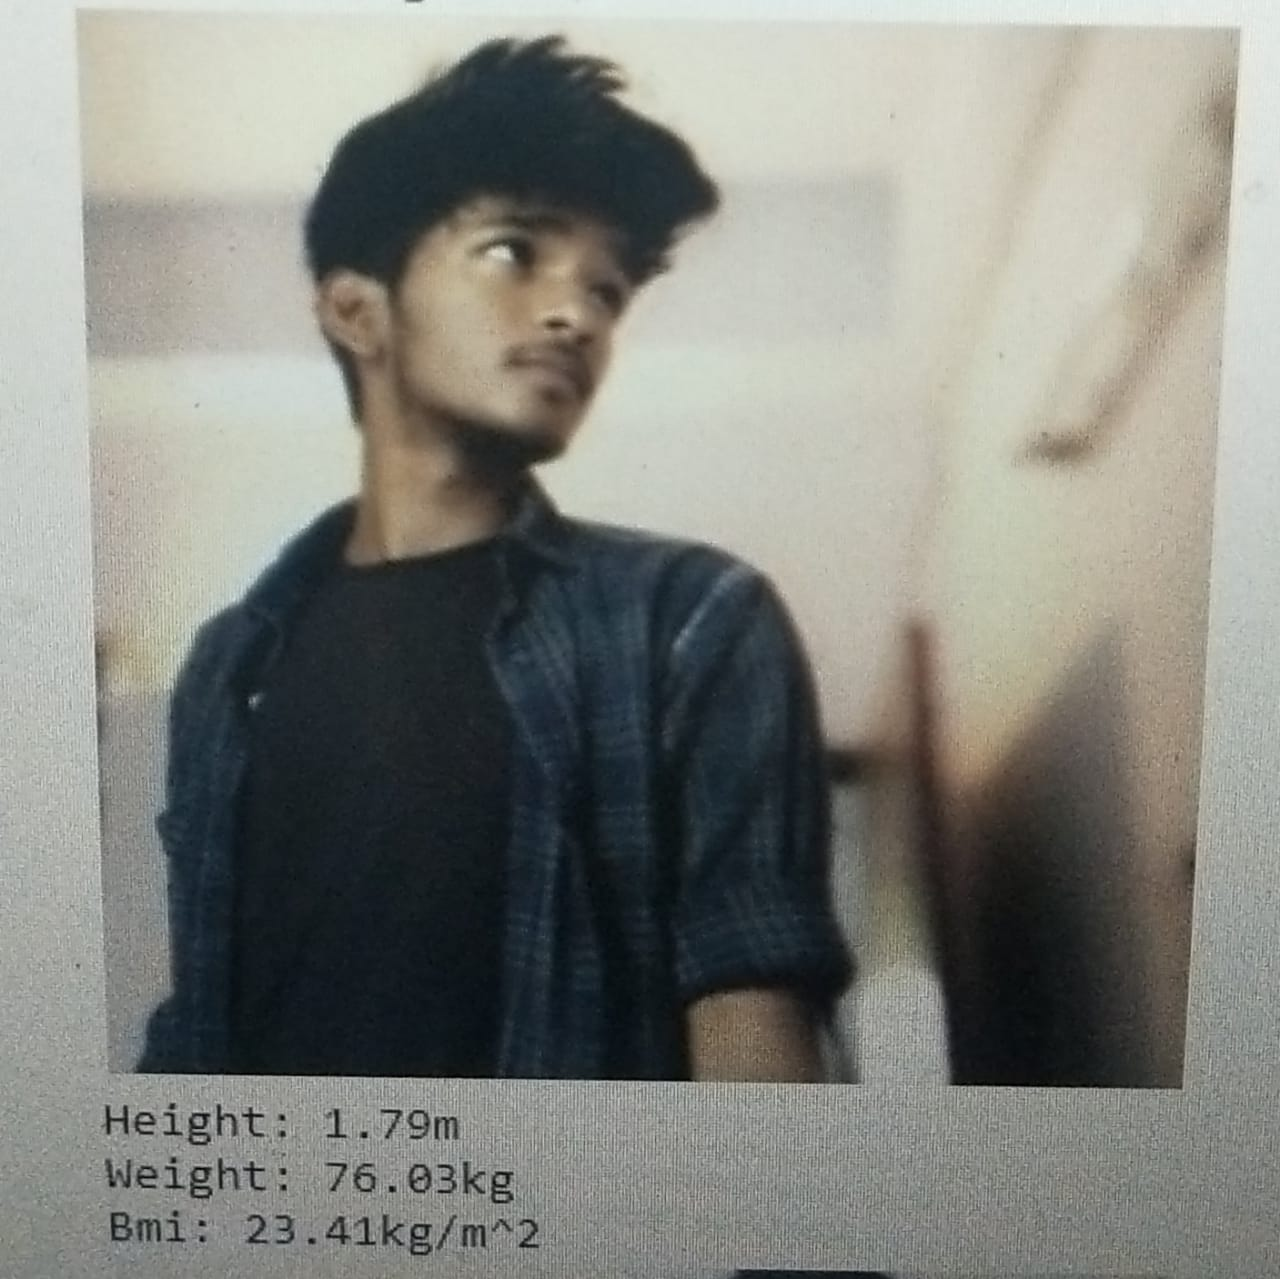 Height: 1.79m
Weight: 76.03kg
Bmi: 23.41kg/m^2